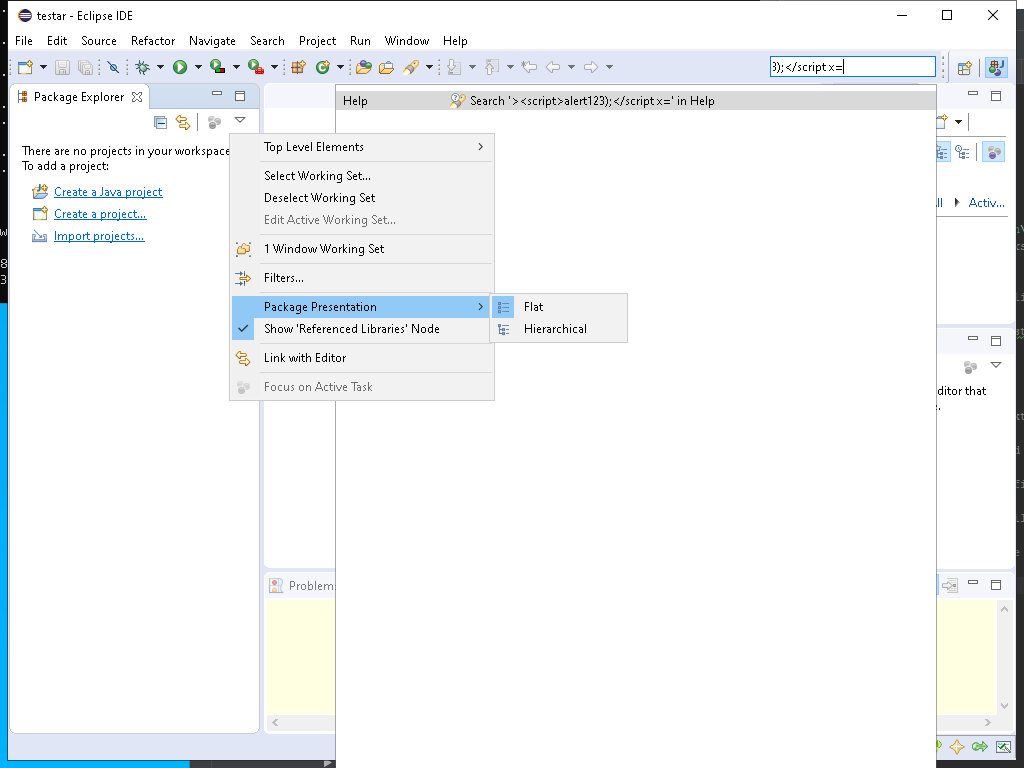 testar - Eclipse IDE
File Edit Source Refactor Navigate Search Project Run Window Help
3);</script x=
Package Explorer
Help Search '><script>alert123);</script x=' in Help
There are no projects in your workspace
To add a project:
Create a Java project
Create a project...
Import projects...
Top Level Elements
Select Working Set...
Deselect Working Set
Edit Active Working Set...
1 Window Working Set
Filters...
Package Presentation
Show 'Referenced Libraries' Node
Link with Editor
Focus on Active Task
Flat
Hierarchical
Activ...
ditor that
Problem